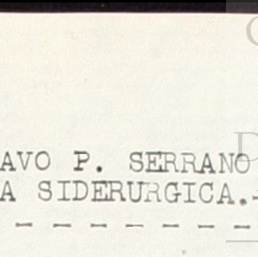 AVO P. SERRANO
A SIDERURGICA.-
- - - - - - - -